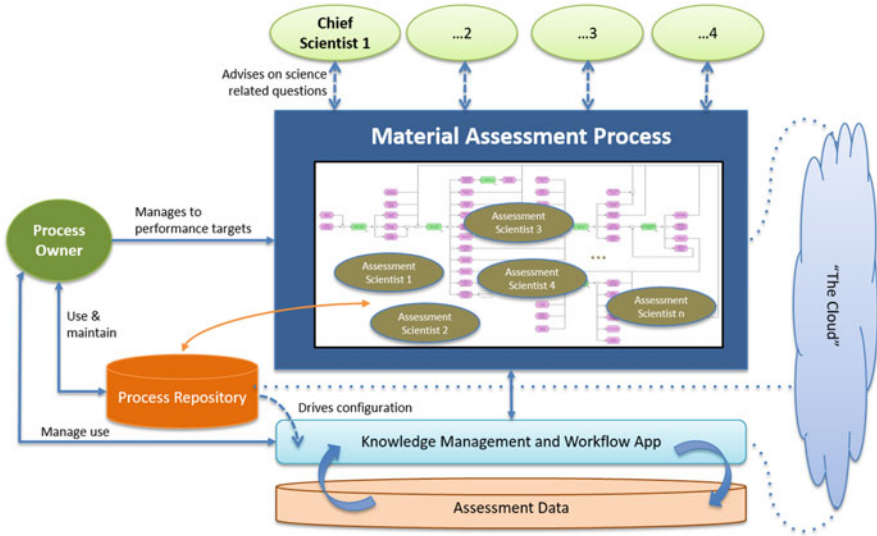 Chief
Scientist 1
...2
...3
...4
Advises on science
related questions
Material Assessment Process
Process
Owner
Manages to
performance targets
Assessment
Scientist 3
Assessment
Scientist 1
Assessment
Scientist 4
Assessment
Scientist 2
Assessment
Scientist n
...
"The Cloud"
Use &
maintain
Process Repository
Drives configuration
Manage use
Knowledge Management and Workflow App
Assessment Data